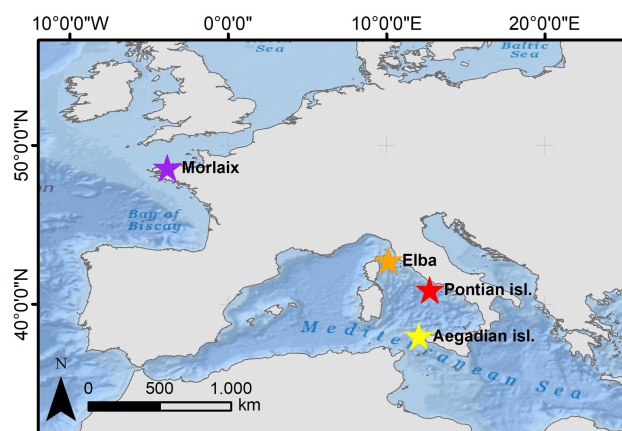 10°0'0"W 0°0'0" 10°0'0"E 20°0'0"E
Sea
Baltic
Sea
50°0'0"N
Morlaix
Bay of
Biscay
Elba
Pontian isl.
40°0'0"N
Mediterranean Sea
Aegadian isl.
N
0 500 1.000
km